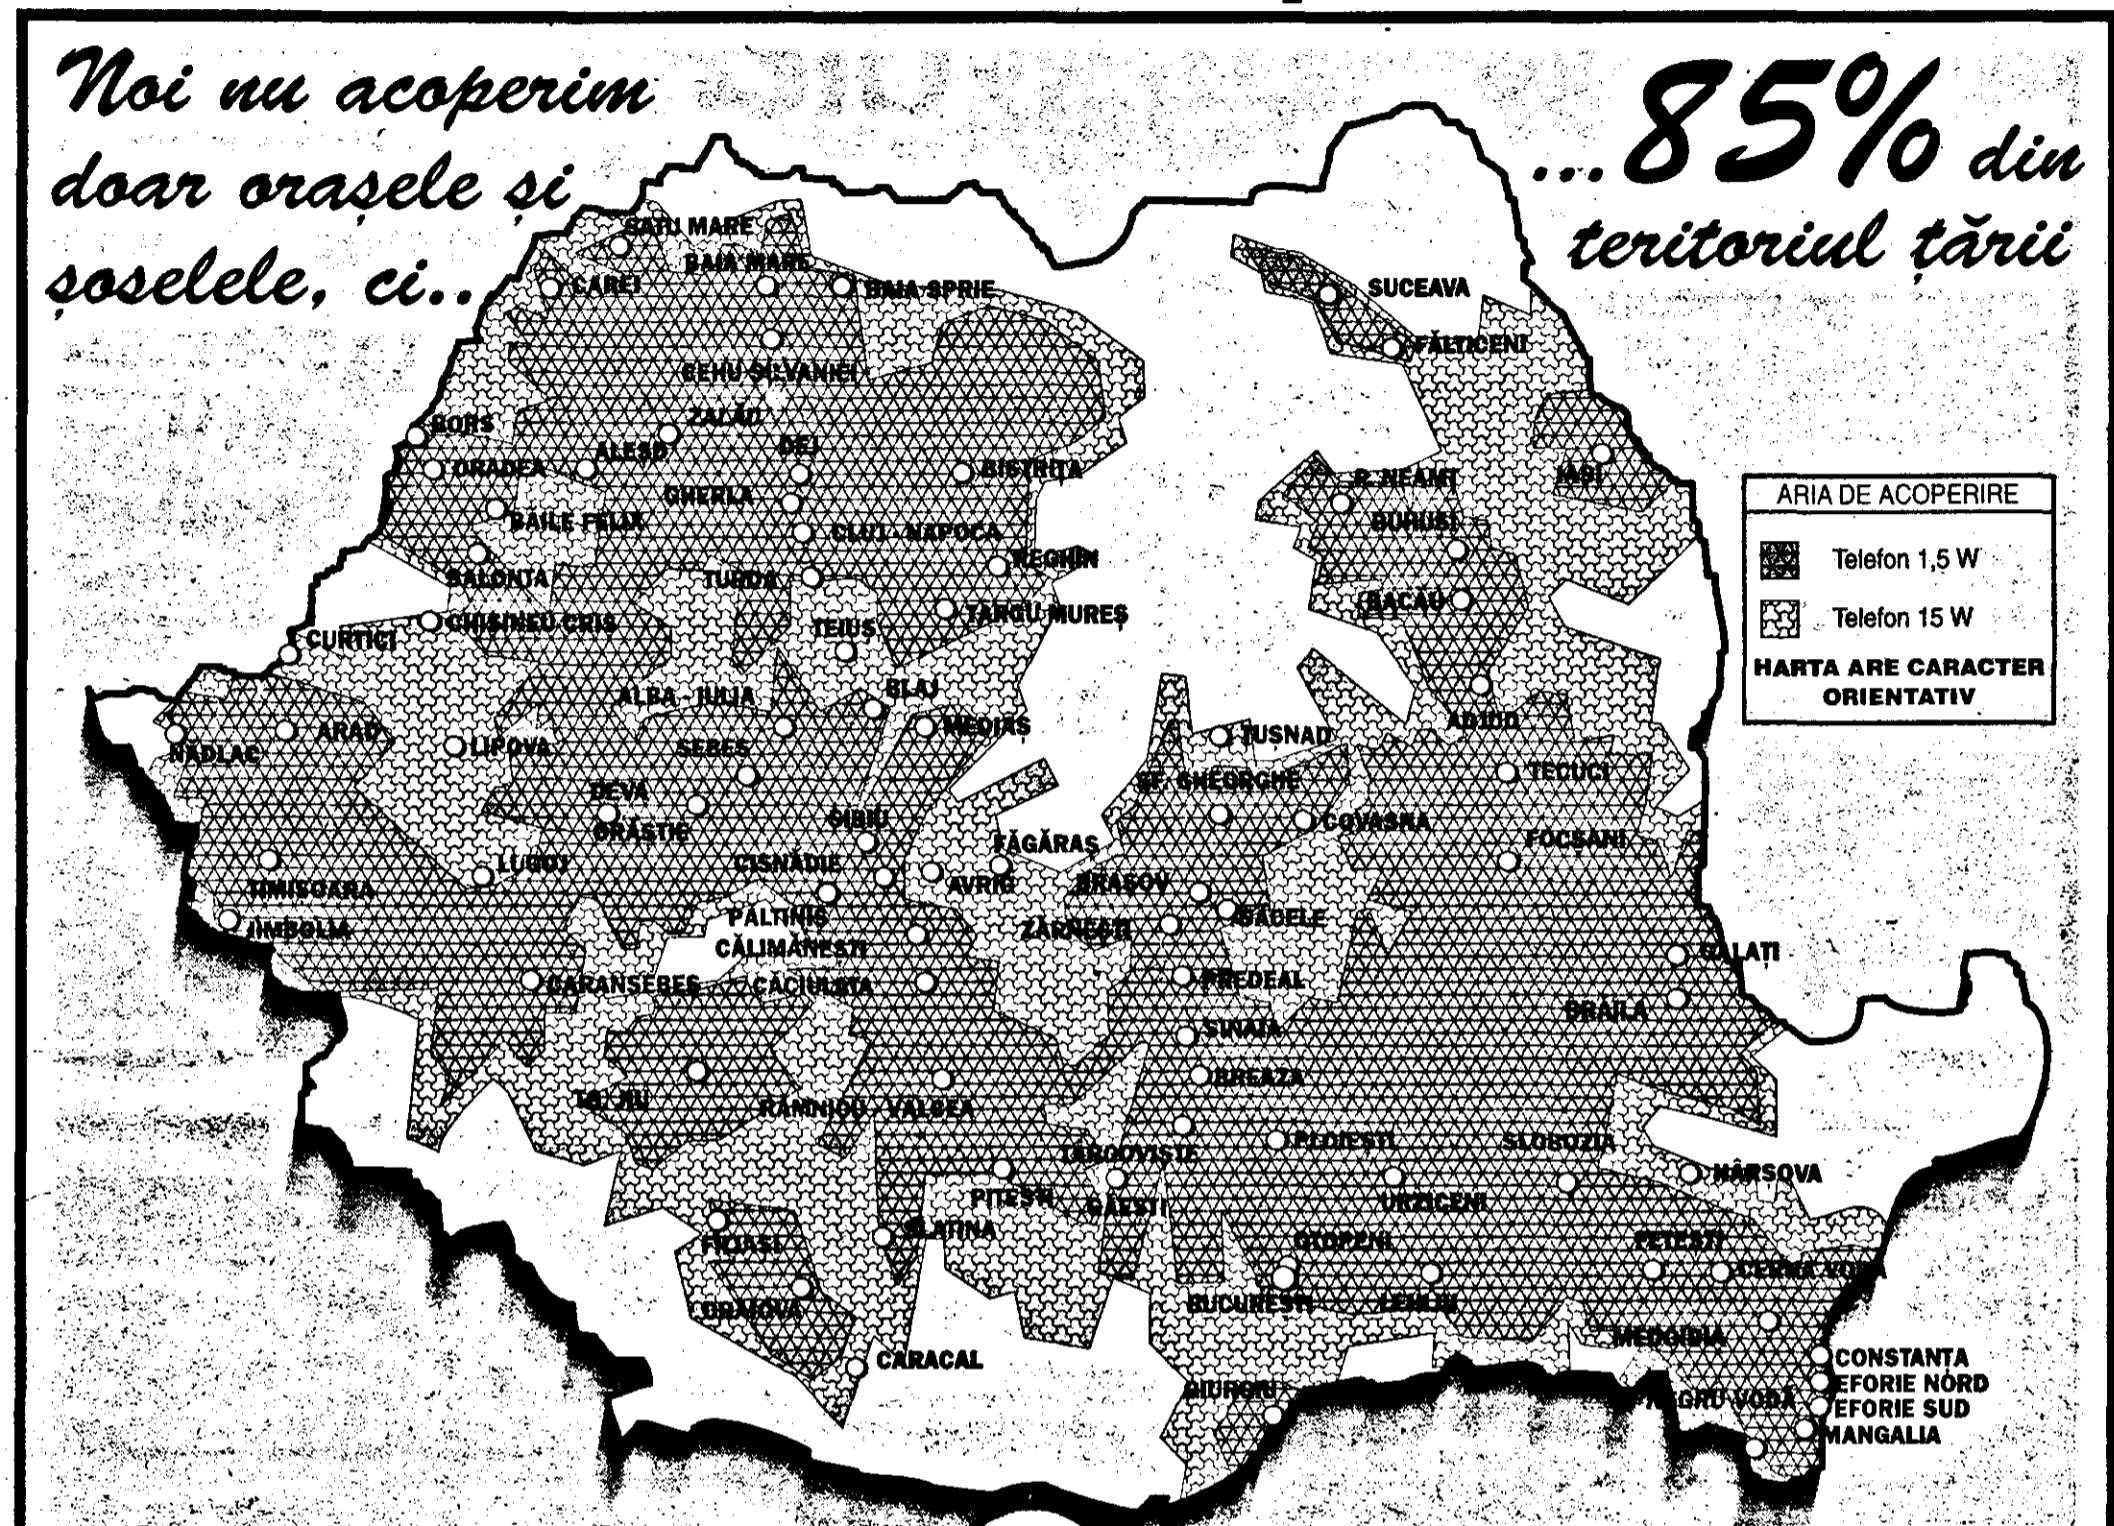 Noi nu acoperim
doar orașele și
șoselele, ci..
...85% din
teritoriul țării
SATU MARE
BAIA MARE
CAREI
BAIA SPRIE
SUCEAVA
FĂLTICENI
CEHU SILVANIEI
ZALĂU
BORȘ
ALEȘD
DEJ
ORADEA
BISTRIȚA
IAȘI
P. NEAMȚ
GHERLA
BAILE FELIX
BUHUȘI
CLUJ - NAPOCA
REGHIN
SALONTA
TURDA
BACĂU
TÂRGU MUREȘ
CHIȘINEU CRIS
TEIUȘ
CURTICI
ARIA DE ACOPERIRE
Telefon 1,5 W
Telefon 15 W
HARTA ARE CARACTER
ORIENTATIV
ALBA - IULIA
BLAJ
ADJUD
MEDIAȘ
ARAD
TUȘNAD
LIPOVA
SEBEȘ
NĂDLAC
TECUCI
SF. GHEORGHE
DEVA
SIBIU
COVASNA
ORĂȘTIE
FOCȘANI
FĂGĂRAȘ
LUGOJ
CISNĂDIE
AVRIG
BRAȘOV
TIMIȘOARA
PĂLTINIȘ
SĂCELE
JIMBOLIA
ZĂRNEȘTI
CĂLIMĂNEȘTI
GALAȚI
CARANSEBEȘ
CĂCIULATA
PREDEAL
BRĂILA
SINAIA
BREAZA
TG. JIU
RÂMNICU - VÂLCEA
PLOIEȘTI
SLOBOZIA
TÂRGOVIȘTE
HÂRȘOVA
PITEȘTI
GĂEȘTI
URZICENI
SLATINA
FILIAȘI
OTOPENI
FETEȘTI
CERNA VODĂ
CRAIOVA
BUCUREȘTI
LEHLIU
MEDGIDIA
CARACAL
CONSTANȚA
GIURGIU
EFORIE NORD
NEGRU VODĂ
EFORIE SUD
MANGALIA